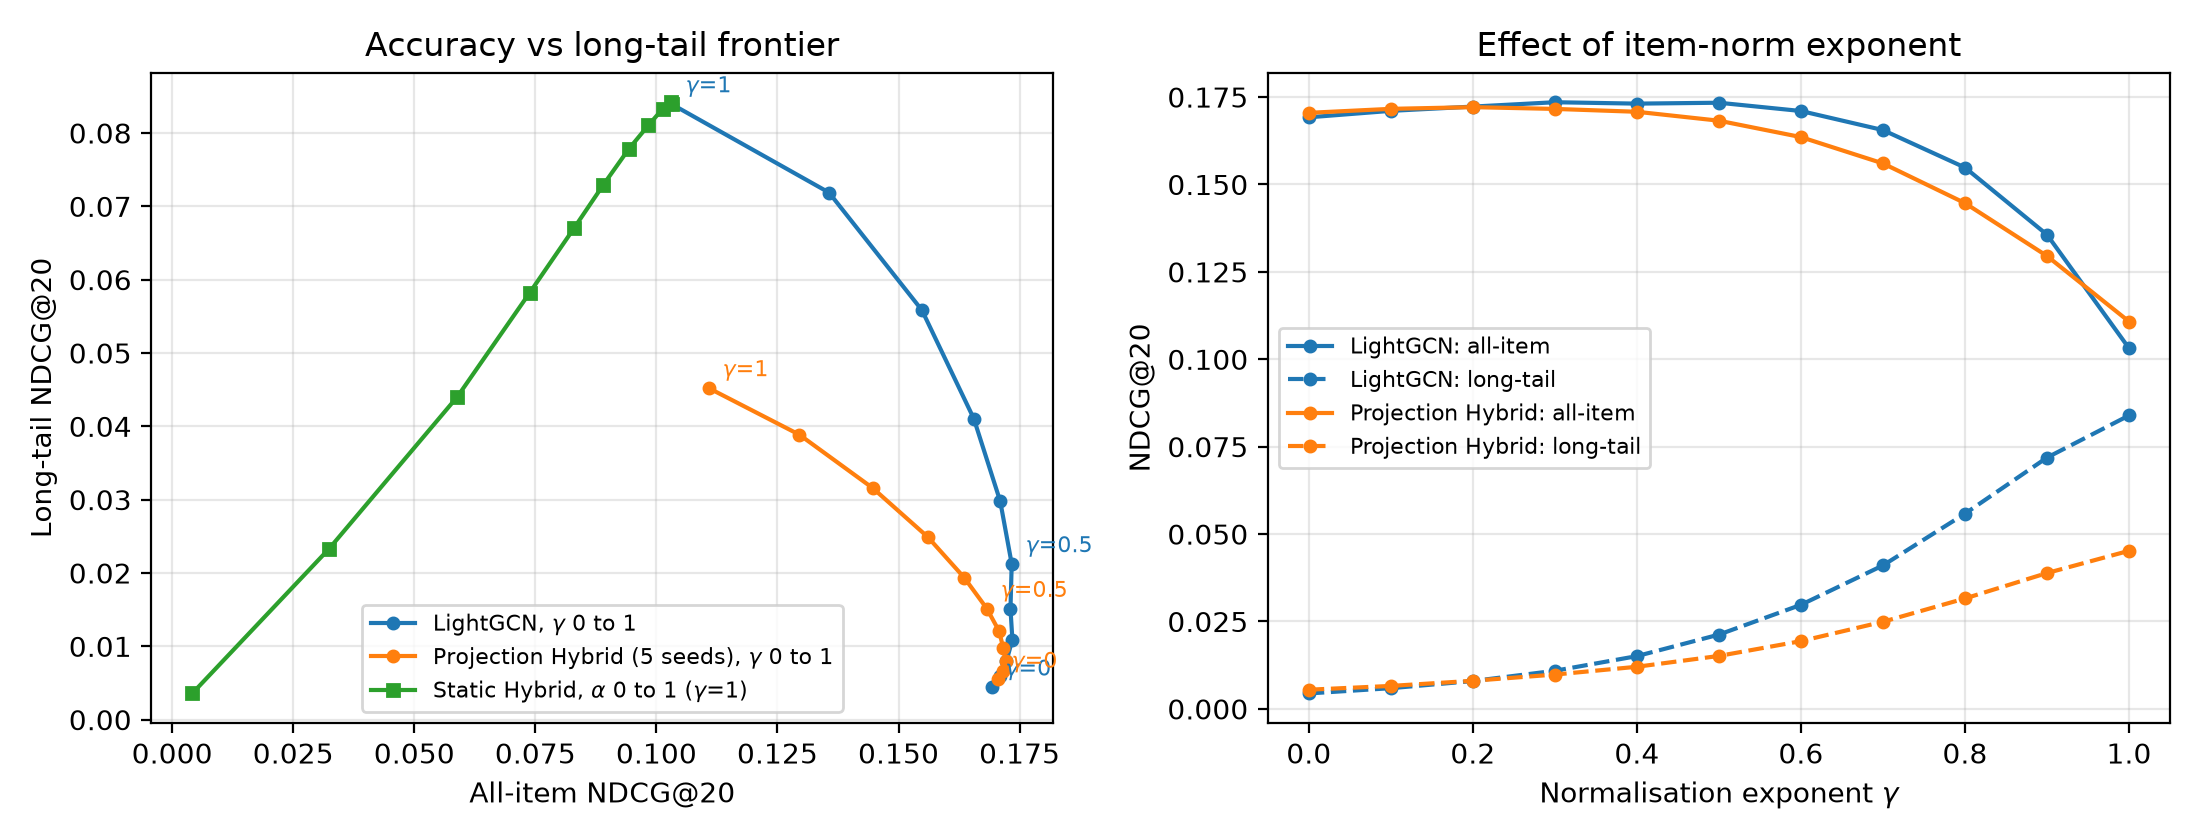 Accuracy vs long-tail frontier
Long-tail NDCG@20
0.08
0.07
0.06
0.05
0.04
0.03
0.02
0.01
0.00
γ=1
γ=1
γ=0.5
γ=0.5
γ=0
γ=0
LightGCN, γ 0 to 1
Projection Hybrid (5 seeds), γ 0 to 1
Static Hybrid, α 0 to 1 (γ=1)
0.000 0.025 0.050 0.075 0.100 0.125 0.150 0.175
All-item NDCG@20
Effect of item-norm exponent
NDCG@20
0.175
0.150
0.125
0.100
0.075
0.050
0.025
0.000
LightGCN: all-item
LightGCN: long-tail
Projection Hybrid: all-item
Projection Hybrid: long-tail
0.0 0.2 0.4 0.6 0.8 1.0
Normalisation exponent γ